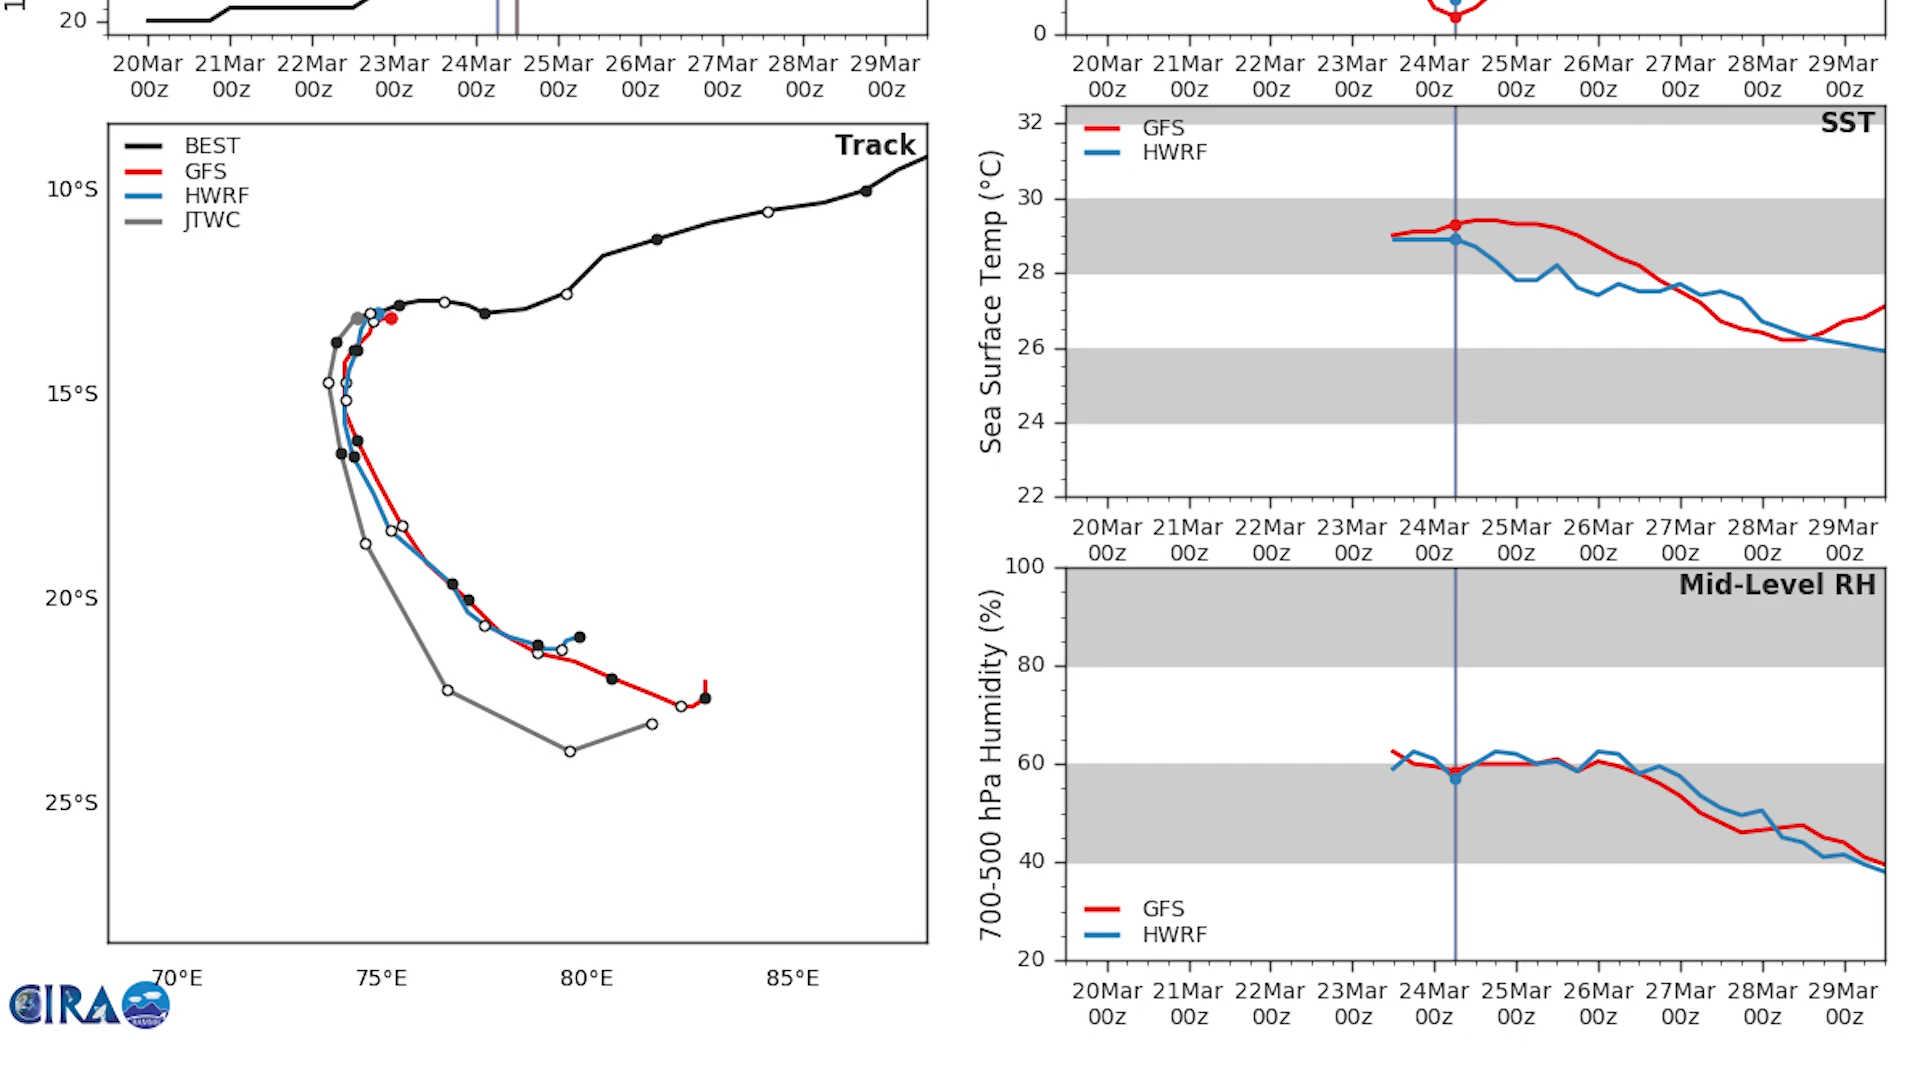 20
20Mar 21Mar 22Mar 23Mar 24Mar 25Mar 26Mar 27Mar 28Mar 29Mar
00z 00z 00z 00z 00z 00z 00z 00z 00z 00z
BEST
GFS
HWRF
JTWC
Track
10°S
15°S
20°S
25°S
70°E 75°E 80°E 85°E
CIRA
RAMMB
0
20Mar 21Mar 22Mar 23Mar 24Mar 25Mar 26Mar 27Mar 28Mar 29Mar
00z 00z 00z 00z 00z 00z 00z 00z 00z 00z
Sea Surface Temp (°C)
32
30
28
26
24
22
GFS
HWRF
SST
20Mar 21Mar 22Mar 23Mar 24Mar 25Mar 26Mar 27Mar 28Mar 29Mar
00z 00z 00z 00z 00z 00z 00z 00z 00z 00z
700-500 hPa Humidity (%)
100
80
60
40
20
Mid-Level RH
GFS
HWRF
20Mar 21Mar 22Mar 23Mar 24Mar 25Mar 26Mar 27Mar 28Mar 29Mar
00z 00z 00z 00z 00z 00z 00z 00z 00z 00z